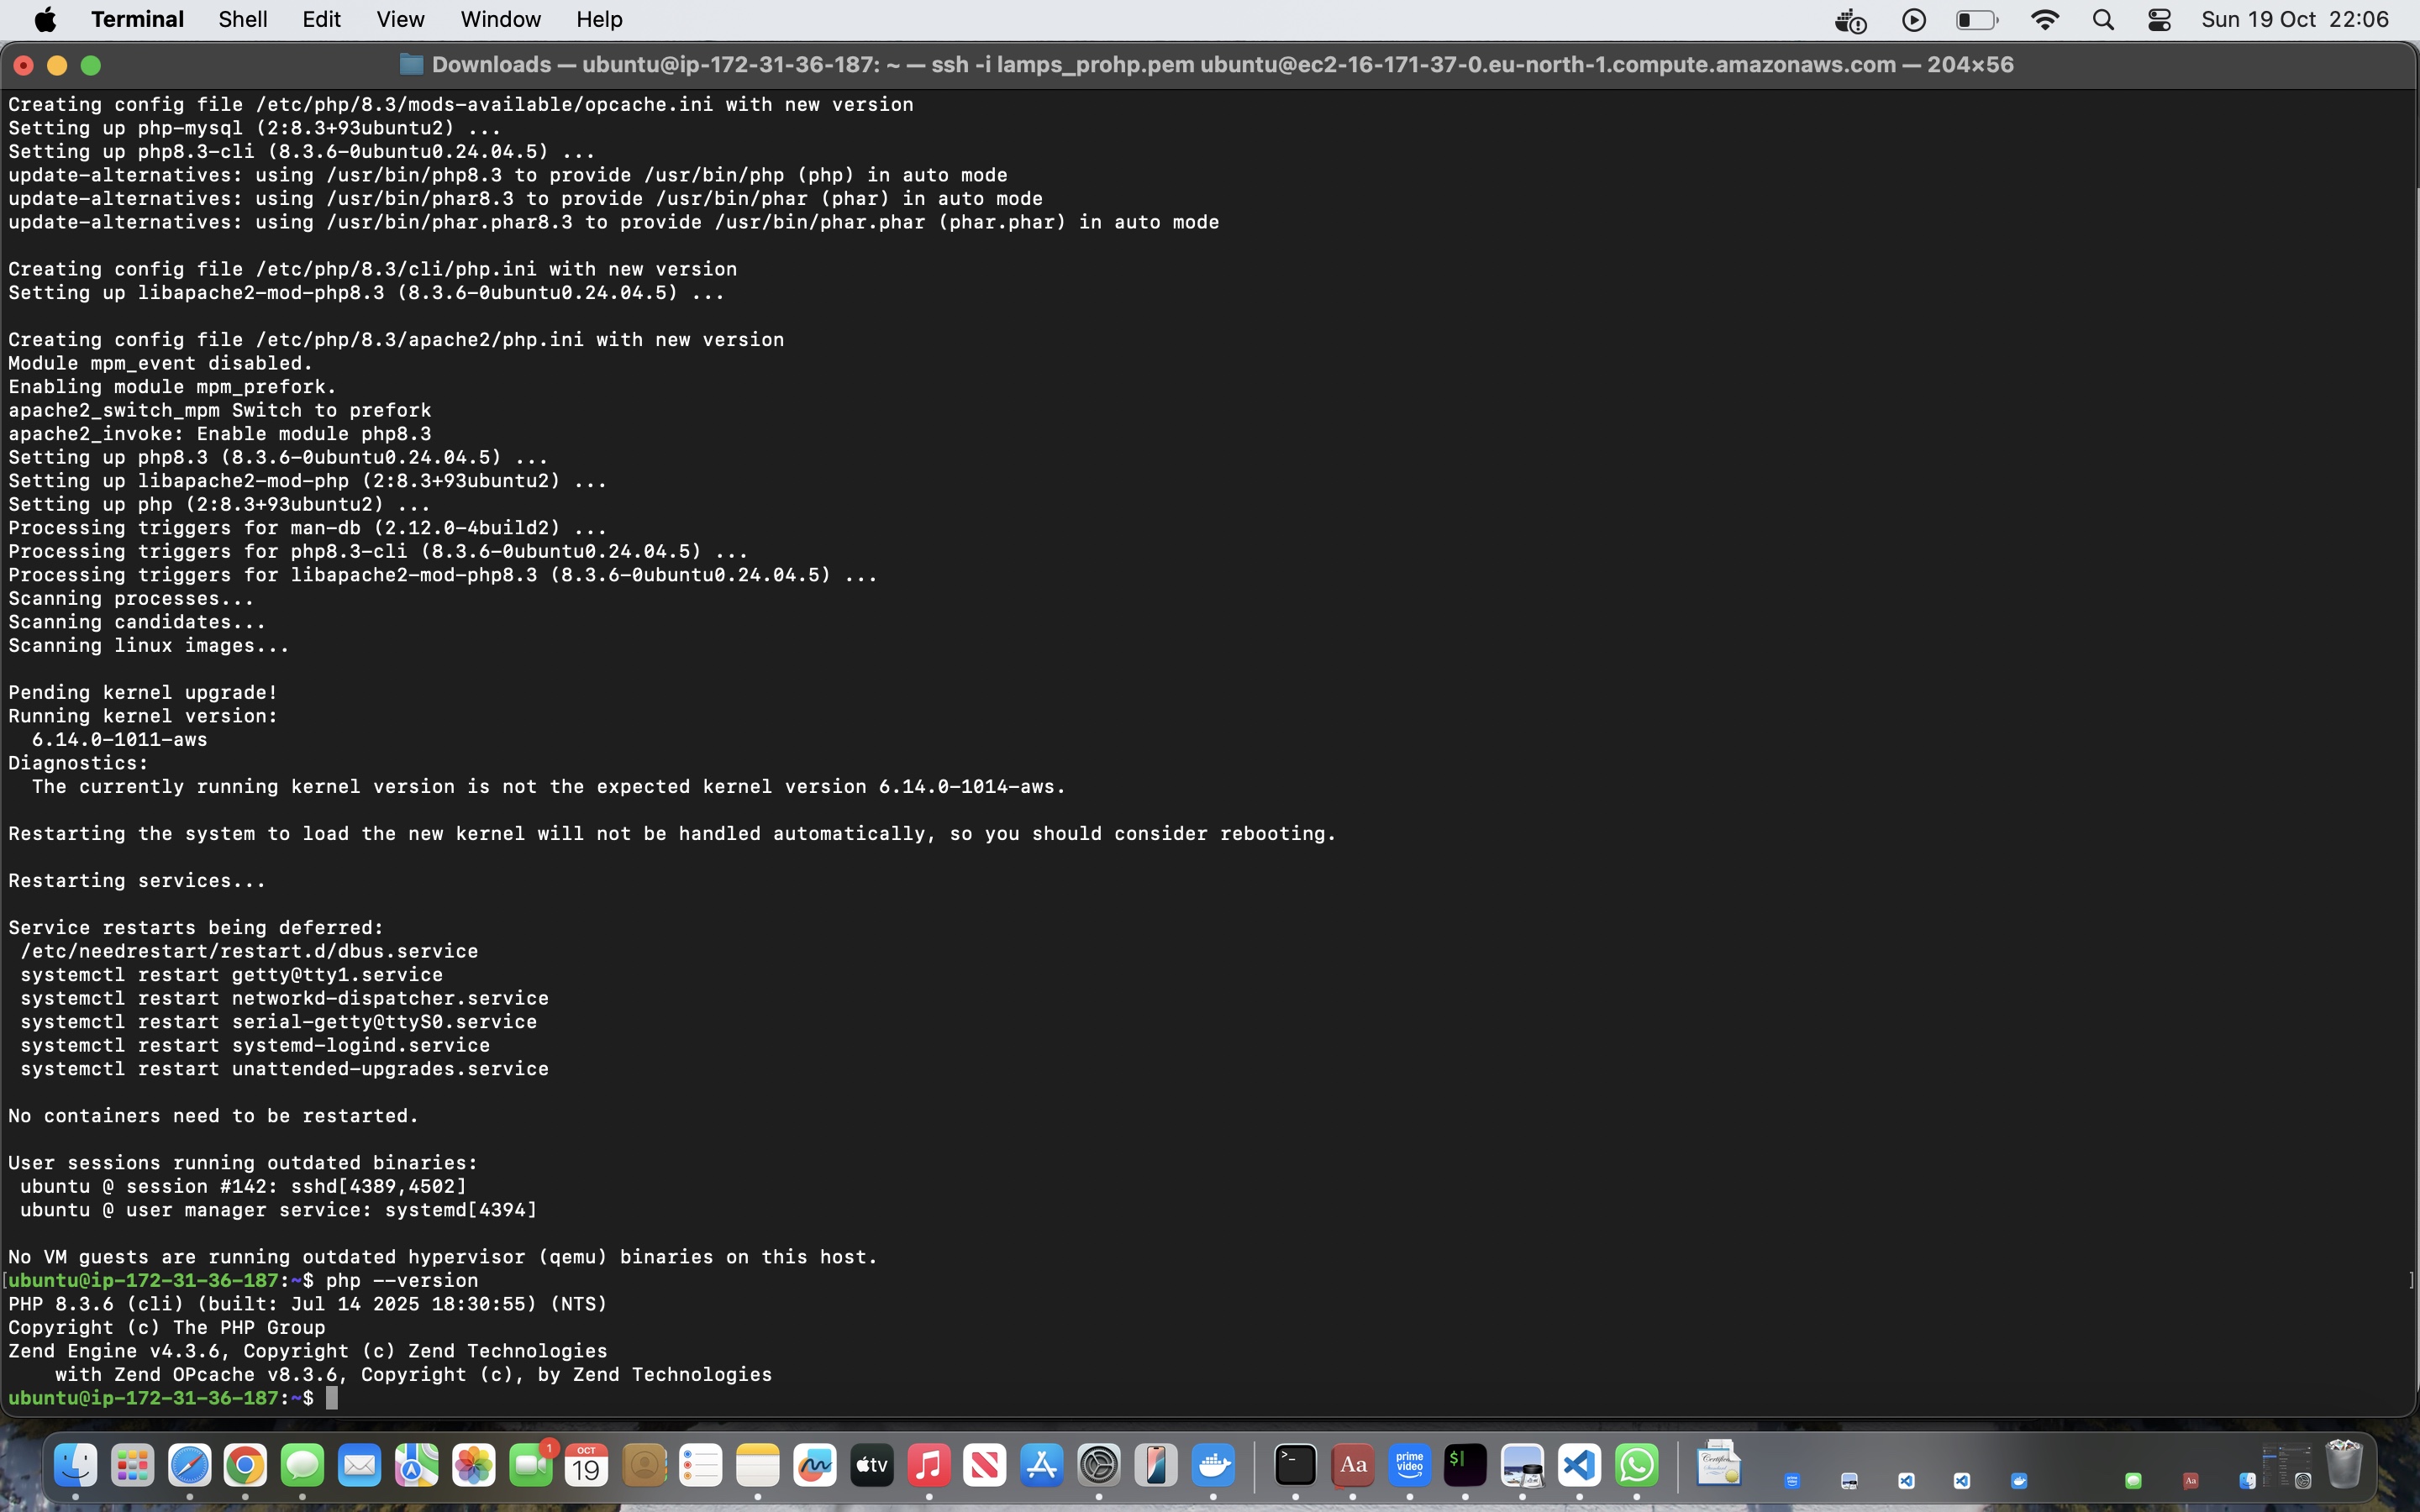 Terminal Shell Edit View Window Help Sun 19 Oct 22:06
Downloads — ubuntu@ip-172-31-36-187: ~ — ssh -i lamps_prohp.pem ubuntu@ec2-16-171-37-0.eu-north-1.compute.amazonaws.com — 204×56
Creating config file /etc/php/8.3/mods-available/opcache.ini with new version
Setting up php-mysql (2:8.3+93ubuntu2) ...
Setting up php8.3-cli (8.3.6-0ubuntu0.24.04.5) ...
update-alternatives: using /usr/bin/php8.3 to provide /usr/bin/php (php) in auto mode
update-alternatives: using /usr/bin/phar8.3 to provide /usr/bin/phar (phar) in auto mode
update-alternatives: using /usr/bin/phar.phar8.3 to provide /usr/bin/phar.phar (phar.phar) in auto mode
Creating config file /etc/php/8.3/cli/php.ini with new version
Setting up libapache2-mod-php8.3 (8.3.6-0ubuntu0.24.04.5) ...
Creating config file /etc/php/8.3/apache2/php.ini with new version
Module mpm_event disabled.
Enabling module mpm_prefork.
apache2_switch_mpm Switch to prefork
apache2_invoke: Enable module php8.3
Setting up php8.3 (8.3.6-0ubuntu0.24.04.5) ...
Setting up libapache2-mod-php (2:8.3+93ubuntu2) ...
Setting up php (2:8.3+93ubuntu2) ...
Processing triggers for man-db (2.12.0-4build2) ...
Processing triggers for php8.3-cli (8.3.6-0ubuntu0.24.04.5) ...
Processing triggers for libapache2-mod-php8.3 (8.3.6-0ubuntu0.24.04.5) ...
Scanning processes...
Scanning candidates...
Scanning linux images...
Pending kernel upgrade!
Running kernel version:
6.14.0-1011-aws
Diagnostics:
The currently running kernel version is not the expected kernel version 6.14.0-1014-aws.
Restarting the system to load the new kernel will not be handled automatically, so you should consider rebooting.
Restarting services...
Service restarts being deferred:
/etc/needrestart/restart.d/dbus.service
systemctl restart getty@tty1.service
systemctl restart networkd-dispatcher.service
systemctl restart serial-getty@ttyS0.service
systemctl restart systemd-logind.service
systemctl restart unattended-upgrades.service
No containers need to be restarted.
User sessions running outdated binaries:
ubuntu @ session #142: sshd[4389,4502]
ubuntu @ user manager service: systemd[4394]
No VM guests are running outdated hypervisor (qemu) binaries on this host.
[ubuntu@ip-172-31-36-187:~$ php --version ]
PHP 8.3.6 (cli) (built: Jul 14 2025 18:30:55) (NTS)
Copyright (c) The PHP Group
Zend Engine v4.3.6, Copyright (c) Zend Technologies
with Zend OPcache v8.3.6, Copyright (c), by Zend Technologies
ubuntu@ip-172-31-36-187:~$
1
OCT
19
tv
>_
Aa
prime video
$